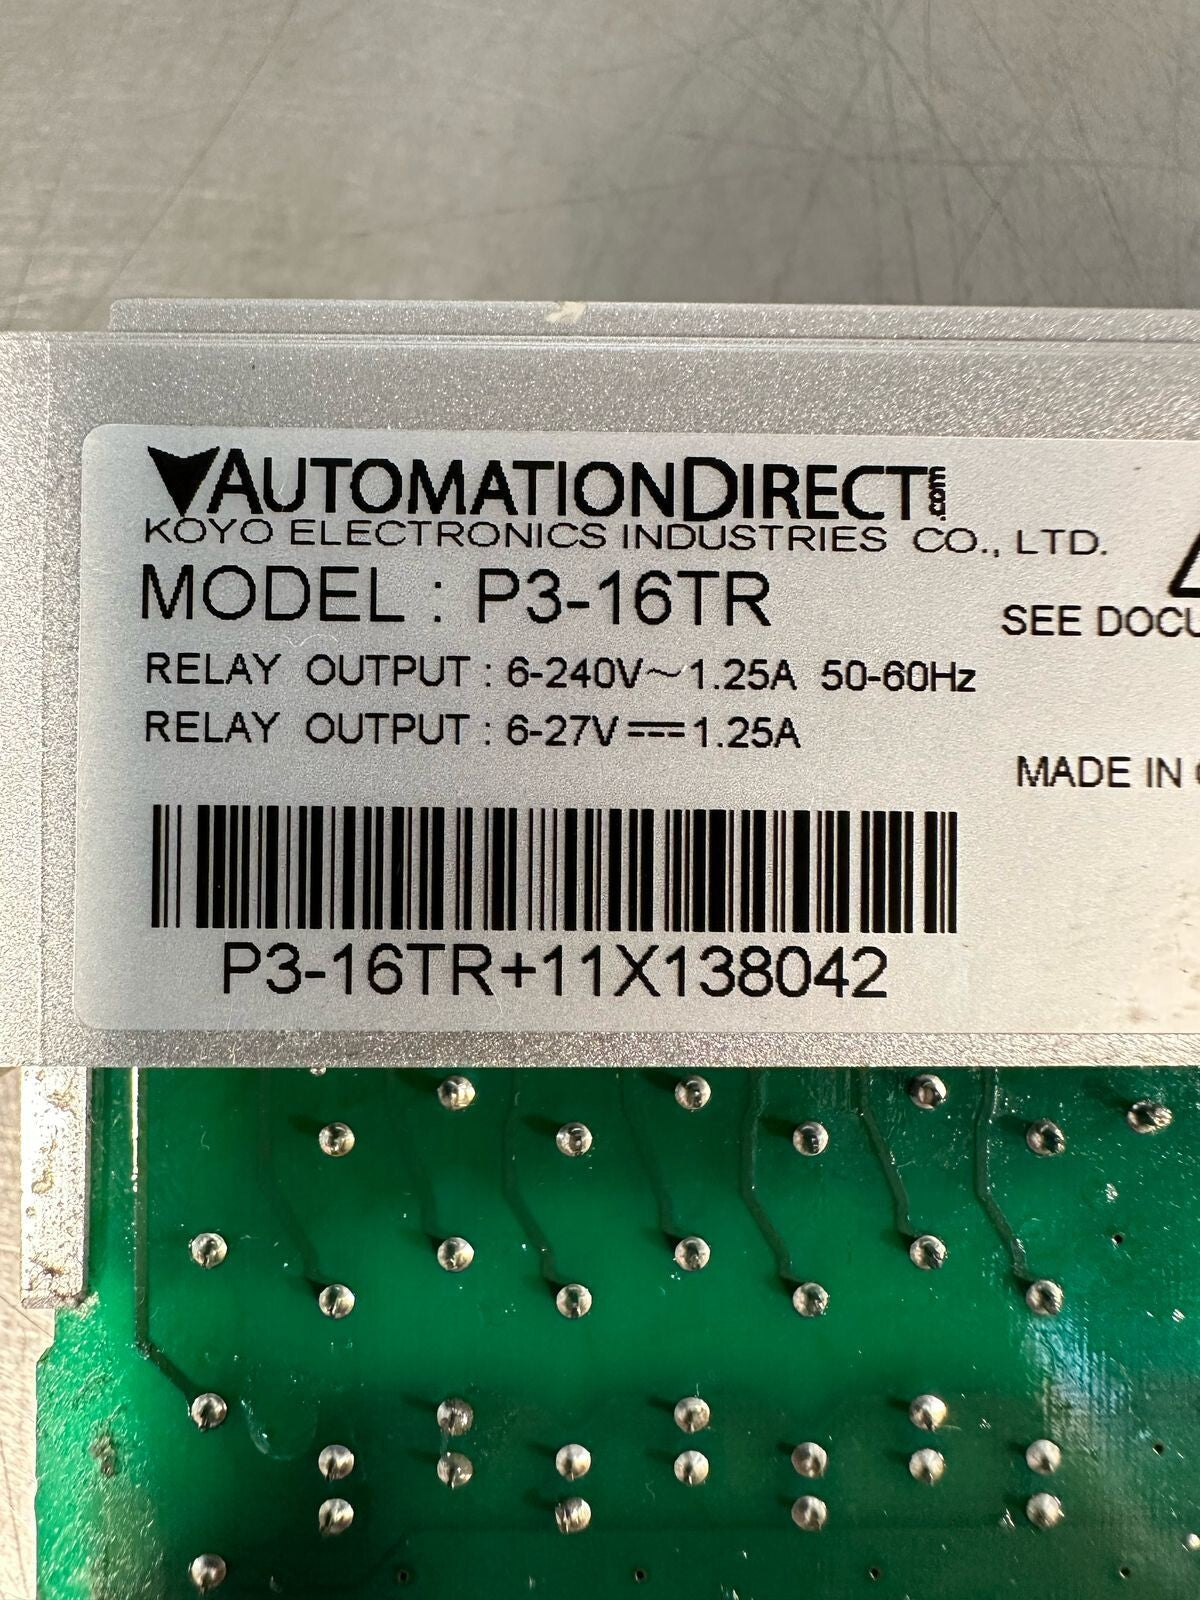 AUTOMATIONDIRECT.com
KOYO ELECTRONICS INDUSTRIES CO., LTD.
MODEL : P3-16TR
SEE
RELAY OUTPUT : 6-240V~1.25A 50-60Hz
RELAY OUTPUT : 6-27V⎓1.25A
MADE IN
P3-16TR+11X138042